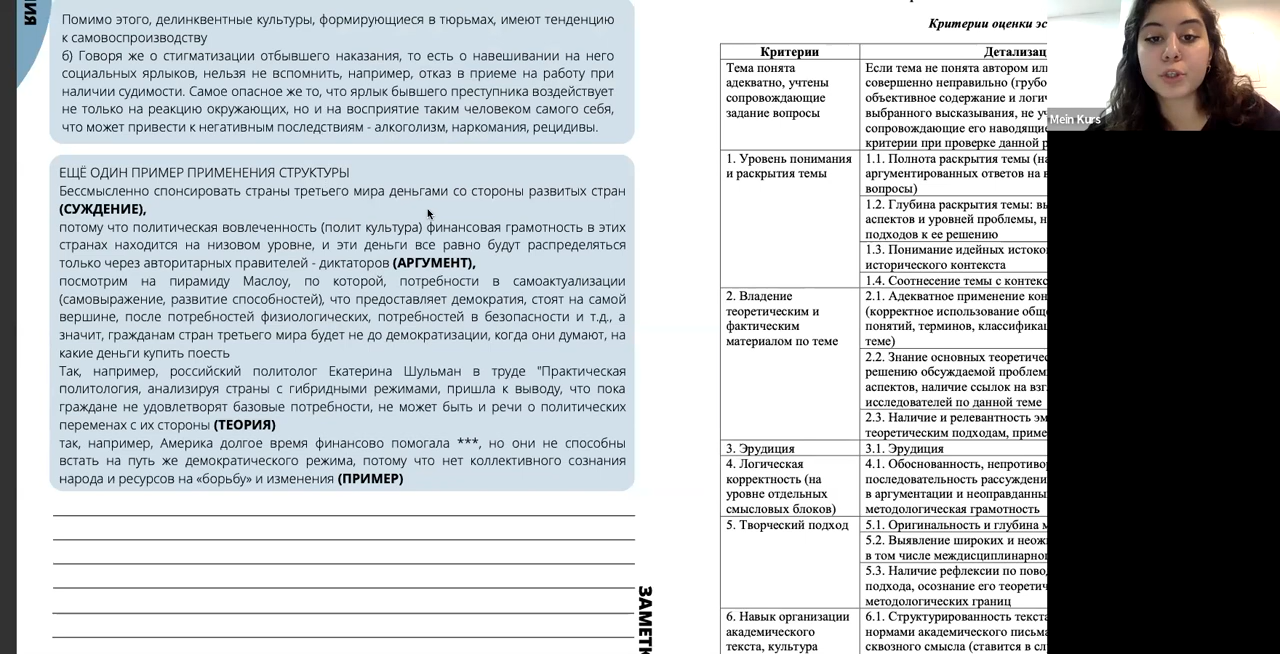 ИЯ
Помимо этого, делинквентные культуры, формирующиеся в тюрьмах, имеют тенденцию
к самовоспроизводству
б) Говоря же о стигматизации отбывшего наказания, то есть о навешивании на него
социальных ярлыков, нельзя не вспомнить, например, отказ в приеме на работу при
наличии судимости. Самое опасное же то, что ярлык бывшего преступника воздействует
не только на реакцию окружающих, но и на восприятие таким человеком самого себя,
что может привести к негативным последствиям - алкоголизм, наркомания, рецидивы.
ЕЩЁ ОДИН ПРИМЕР ПРИМЕНЕНИЯ СТРУКТУРЫ
Бессмысленно спонсировать страны третьего мира деньгами со стороны развитых стран
(СУЖДЕНИЕ),
потому что политическая вовлеченность (полит культура) финансовая грамотность в этих
странах находится на низовом уровне, и эти деньги все равно будут распределяться
только через авторитарных правителей - диктаторов (АРГУМЕНТ),
посмотрим на пирамиду Маслоу, по которой, потребности в самоактуализации
(самовыражение, развитие способностей), что предоставляет демократия, стоят на самой
вершине, после потребностей физиологических, потребностей в безопасности и т.д., а
значит, гражданам стран третьего мира будет не до демократизации, когда они думают, на
какие деньги купить поесть
Так, например, российский политолог Екатерина Шульман в труде "Практическая
политология, анализируя страны с гибридными режимами, пришла к выводу, что пока
граждане не удовлетворят базовые потребности, не может быть и речи о политических
переменах с их стороны (ТЕОРИЯ)
так, например, Америка долгое время финансово помогала ***, но они не способны
встать на путь же демократического режима, потому что нет коллективного сознания
народа и ресурсов на «борьбу» и изменения (ПРИМЕР)
ЗАМЕТК
Критерии оценки эс
Критерии
Детализац
Тема понята
адекватно, учтены
сопровождающие
задание вопросы
Если тема не понята автором или
совершенно неправильно (грубо
объективное содержание и логич
выбранного высказывания, не уч
сопровождающие его наводящие
критерии при проверке данной р
1. Уровень понимания
и раскрытия темы
1.1. Полнота раскрытия темы (на
аргументированных ответов на в
вопросы)
1.2. Глубина раскрытия темы: вы
аспектов и уровней проблемы, н
подходов к ее решению
1.3. Понимание идейных истоко
исторического контекста
1.4. Соотнесение темы с контекс
2. Владение
теоретическим и
фактическим
материалом по теме
2.1. Адекватное применение кон
(корректное использование общ
понятий, терминов, классификац
теме)
2.2. Знание основных теоретичес
решению обсуждаемой проблем
аспектов, наличие ссылок на взг
исследователей по данной теме
2.3. Наличие и релевантность эм
теоретическим подходам, приме
3. Эрудиция
3.1. Эрудиция
4. Логическая
корректность (на
уровне отдельных
смысловых блоков)
4.1. Обоснованность, непротивор
последовательность рассуждени
в аргументации и неоправданны
методологическая грамотность
5. Творческий подход
5.1. Оригинальность и глубина м
5.2. Выявление широких и неож
в том числе междисциплинарног
5.3. Наличие рефлексии по пово
подхода, осознание его теоретич
методологических границ
6. Навык организации
академического
текста, культура
6.1. Структурированность текста
нормами академического письма
сквозного смысла (ставится в сл
Mein Kurs